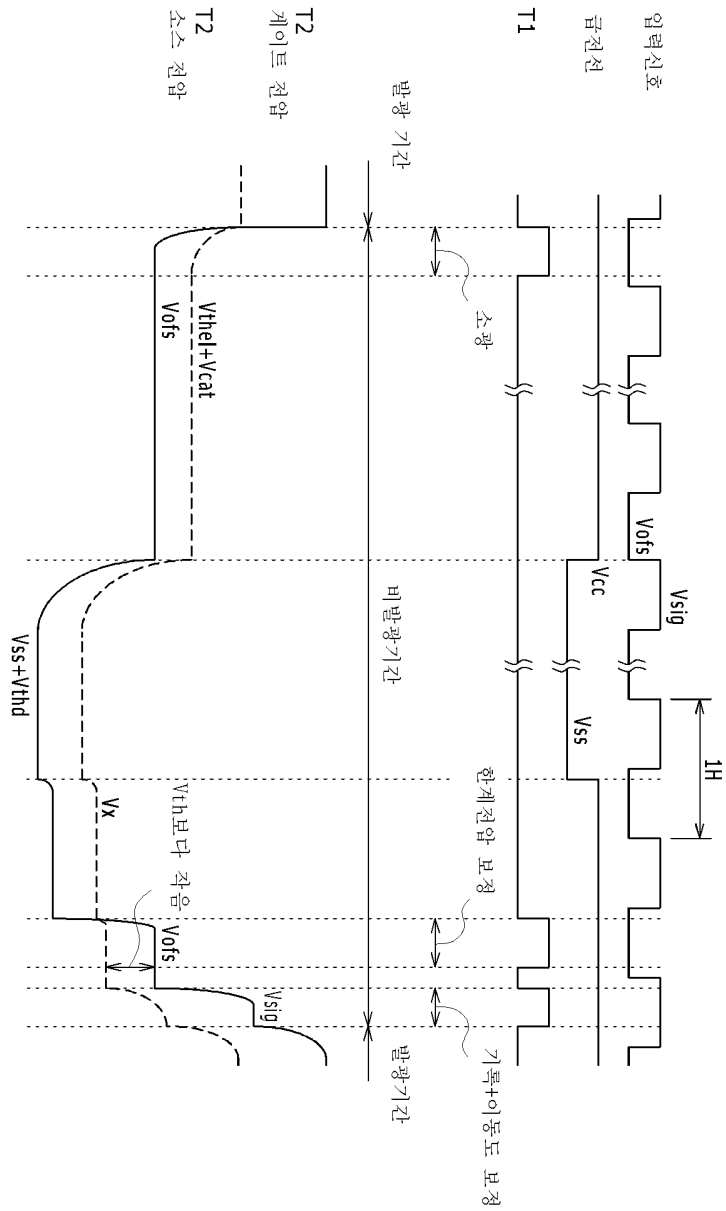 입력신호
Vofs
Vsig
1H
급전선
Vcc
Vss
T1
소광
한계전압 보정
기록+이동도 보정
발광 기간
비발광기간
발광기간
T2
게이트 전압
T2
소스 전압
Vthel+Vcat
Vofs
Vss+Vthd
Vx
Vth보다 작음
Vofs
Vsig